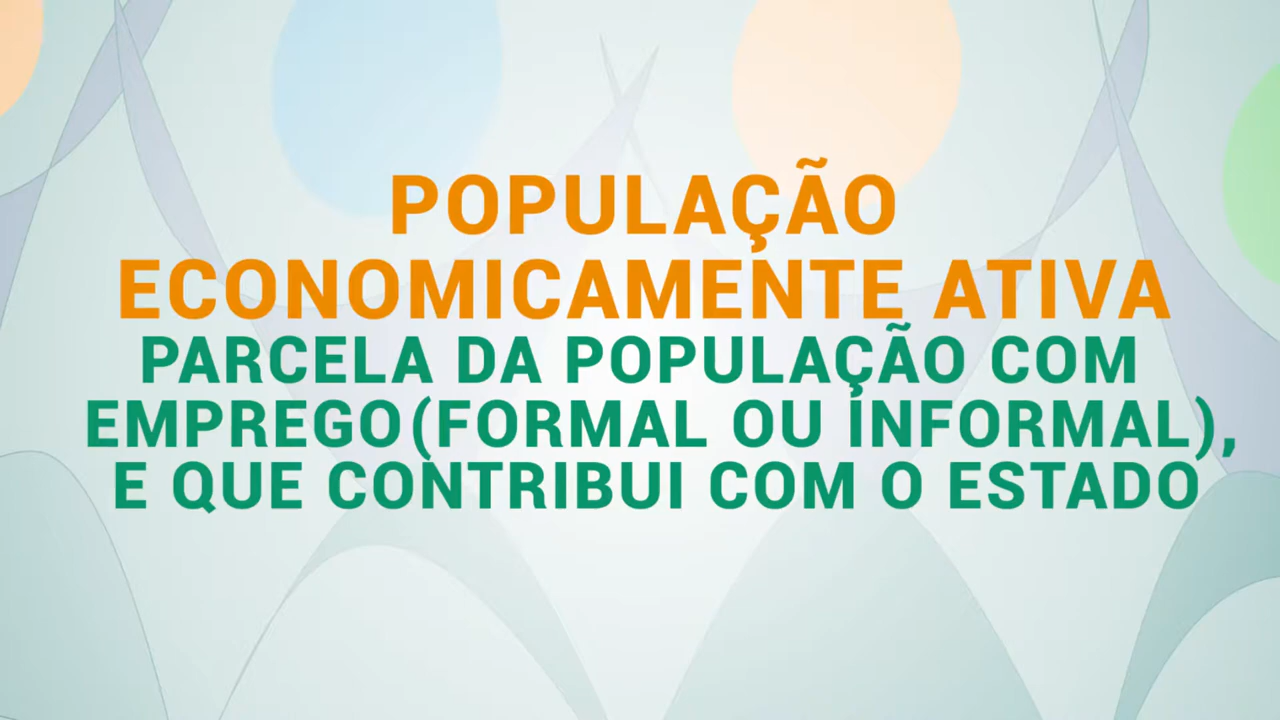 POPULAÇÃO
ECONOMICAMENTE ATIVA
PARCELA DA POPULAÇÃO COM
EMPREGO(FORMAL OU INFORMAL),
E QUE CONTRIBUI COM O ESTADO